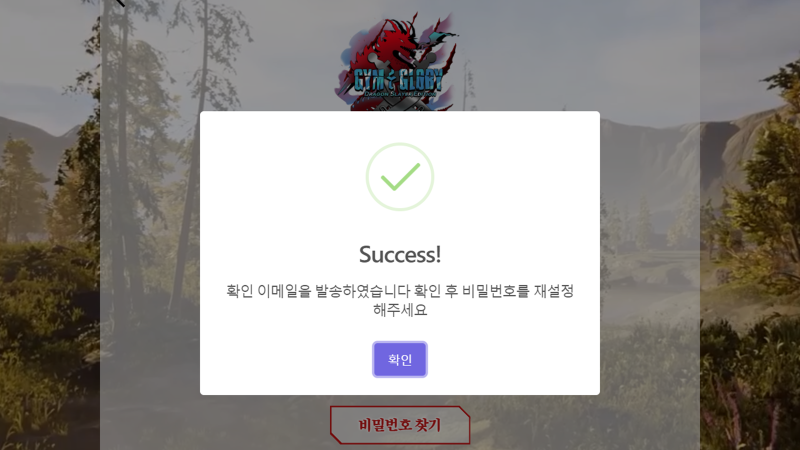 GYM & GLORY
DRAGON SLAYER EDITION
Success!
확인 이메일을 발송하였습니다 확인 후 비밀번호를 재설정
해주세요
확인
비밀번호 찾기